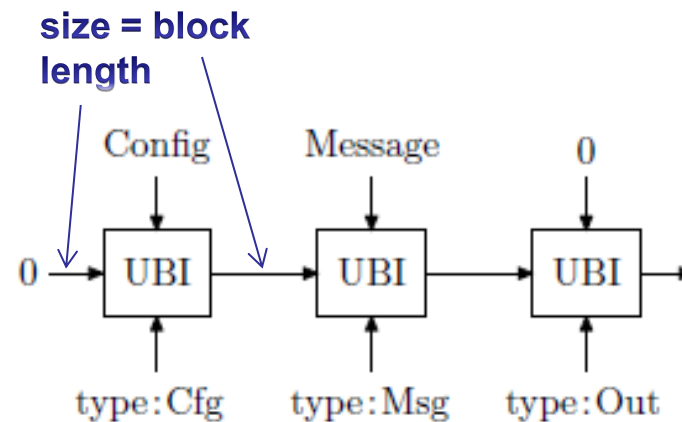 size = block
length
Config Message 0
0 UBI UBI UBI
type:Cfg type:Msg type:Out